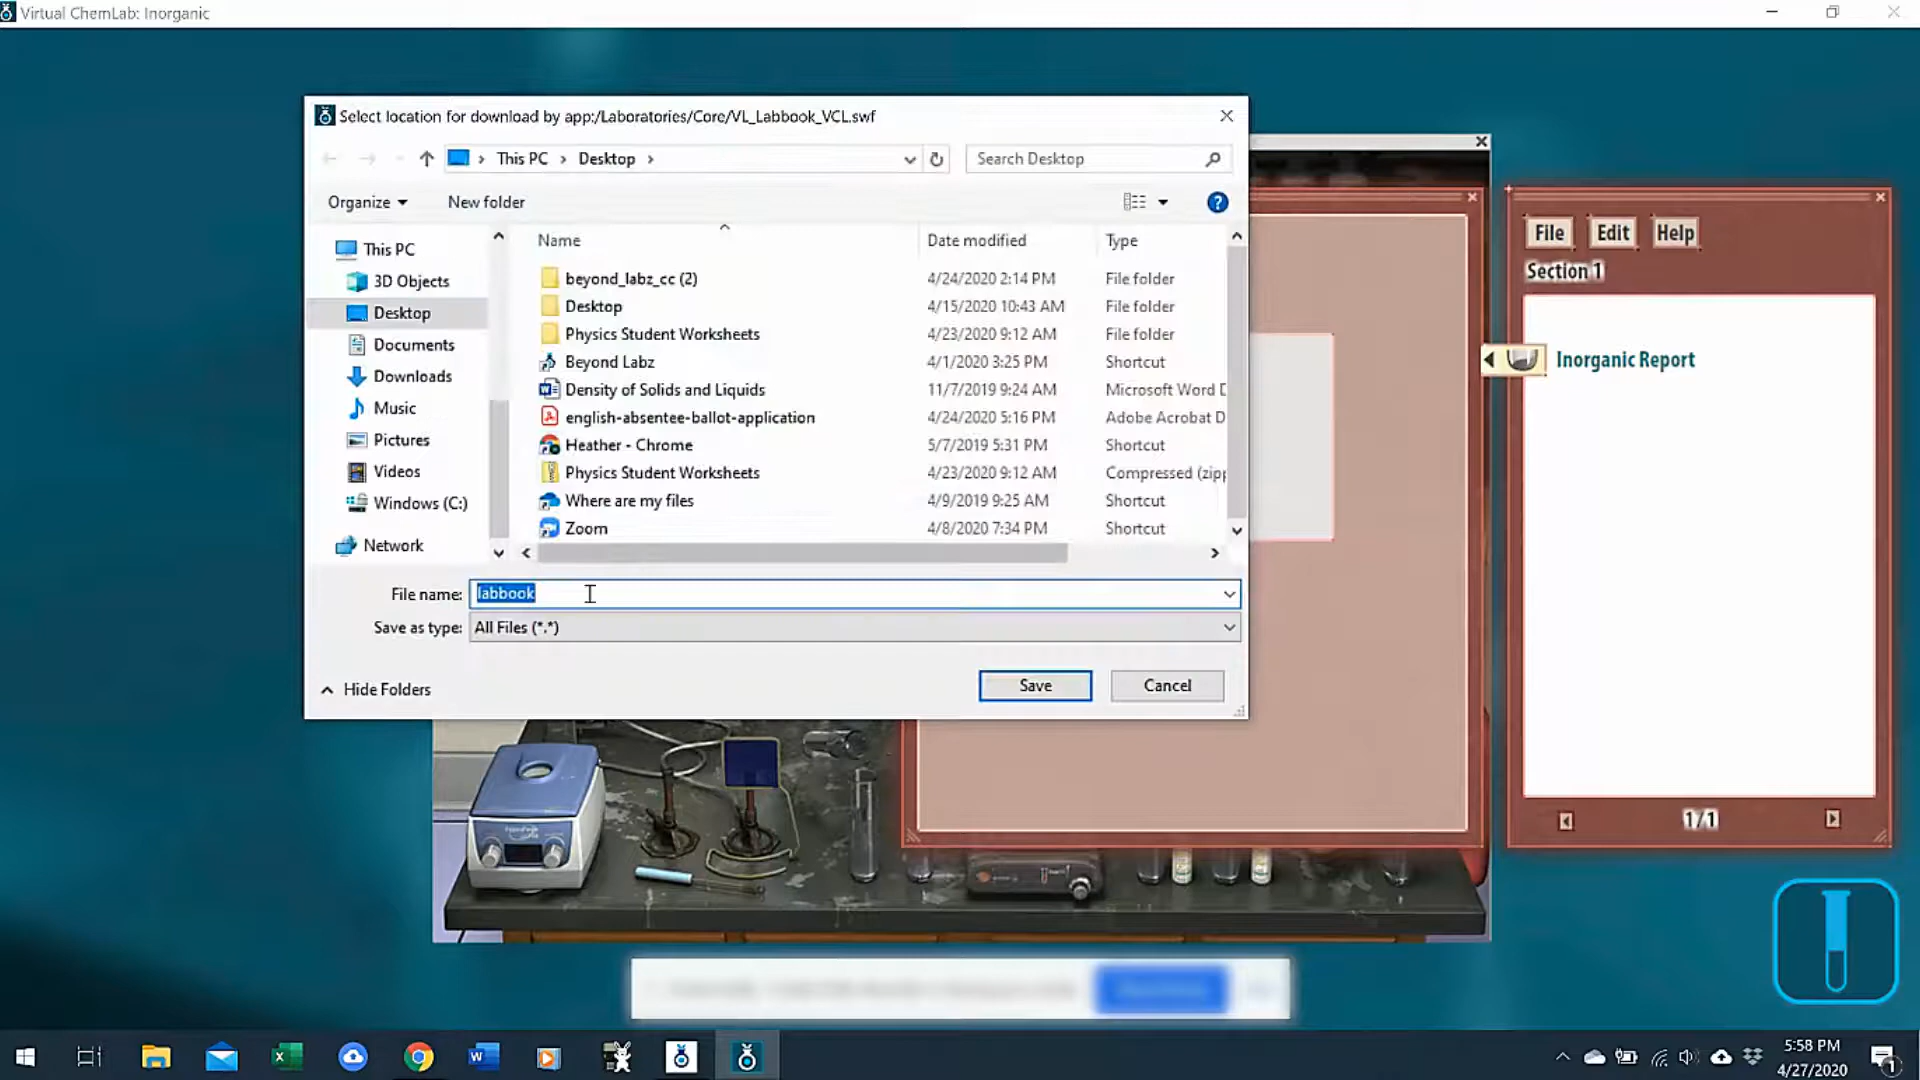 Virtual ChemLab: Inorganic
Select location for download by app:/Laboratories/Core/VL_Labbook_VCL.swf
This PC > Desktop >
Search Desktop
Organize
New folder
Name
Date modified
Type
This PC
3D Objects
Desktop
Documents
Downloads
Music
Pictures
Videos
Windows (C:)
Network
beyond_labz_cc (2) 4/24/2020 2:14 PM File folder
Desktop 4/15/2020 10:43 AM File folder
Physics Student Worksheets 4/23/2020 9:12 AM File folder
Beyond Labz 4/1/2020 3:25 PM Shortcut
Density of Solids and Liquids 11/7/2019 9:24 AM Microsoft Word D
english-absentee-ballot-application 4/24/2020 5:16 PM Adobe Acrobat D
Heather - Chrome 5/7/2019 5:31 PM Shortcut
Physics Student Worksheets 4/23/2020 9:12 AM Compressed (zipp
Where are my files 4/9/2019 9:25 AM Shortcut
Zoom 4/8/2020 7:34 PM Shortcut
File name: labbook
Save as type: All Files (*.*)
Hide Folders
Save
Cancel
File
Edit
Help
Section 1
Inorganic Report
1/1
5:58 PM
4/27/2020
1